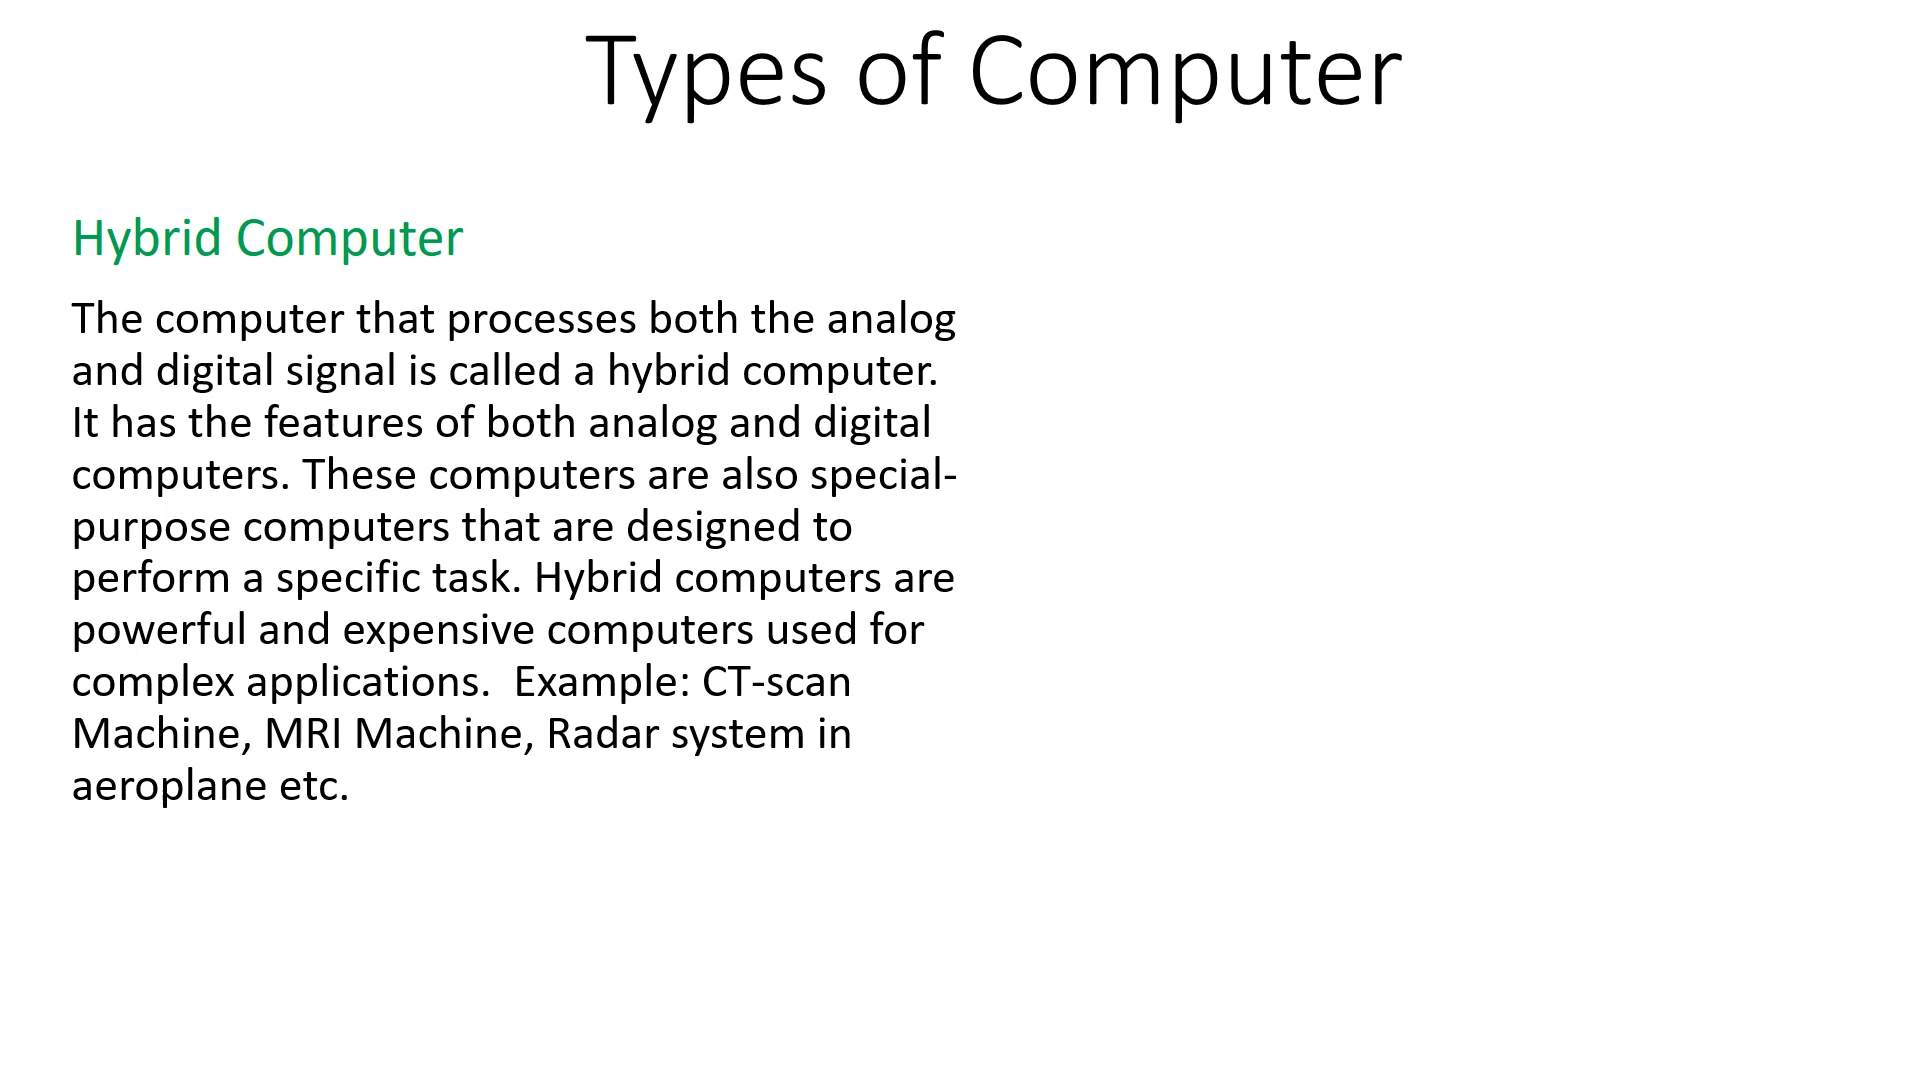 Types of Computer
Hybrid Computer
The computer that processes both the analog
and digital signal is called a hybrid computer.
It has the features of both analog and digital
computers. These computers are also special-
purpose computers that are designed to
perform a specific task. Hybrid computers are
powerful and expensive computers used for
complex applications.  Example: CT-scan
Machine, MRI Machine, Radar system in
aeroplane etc.